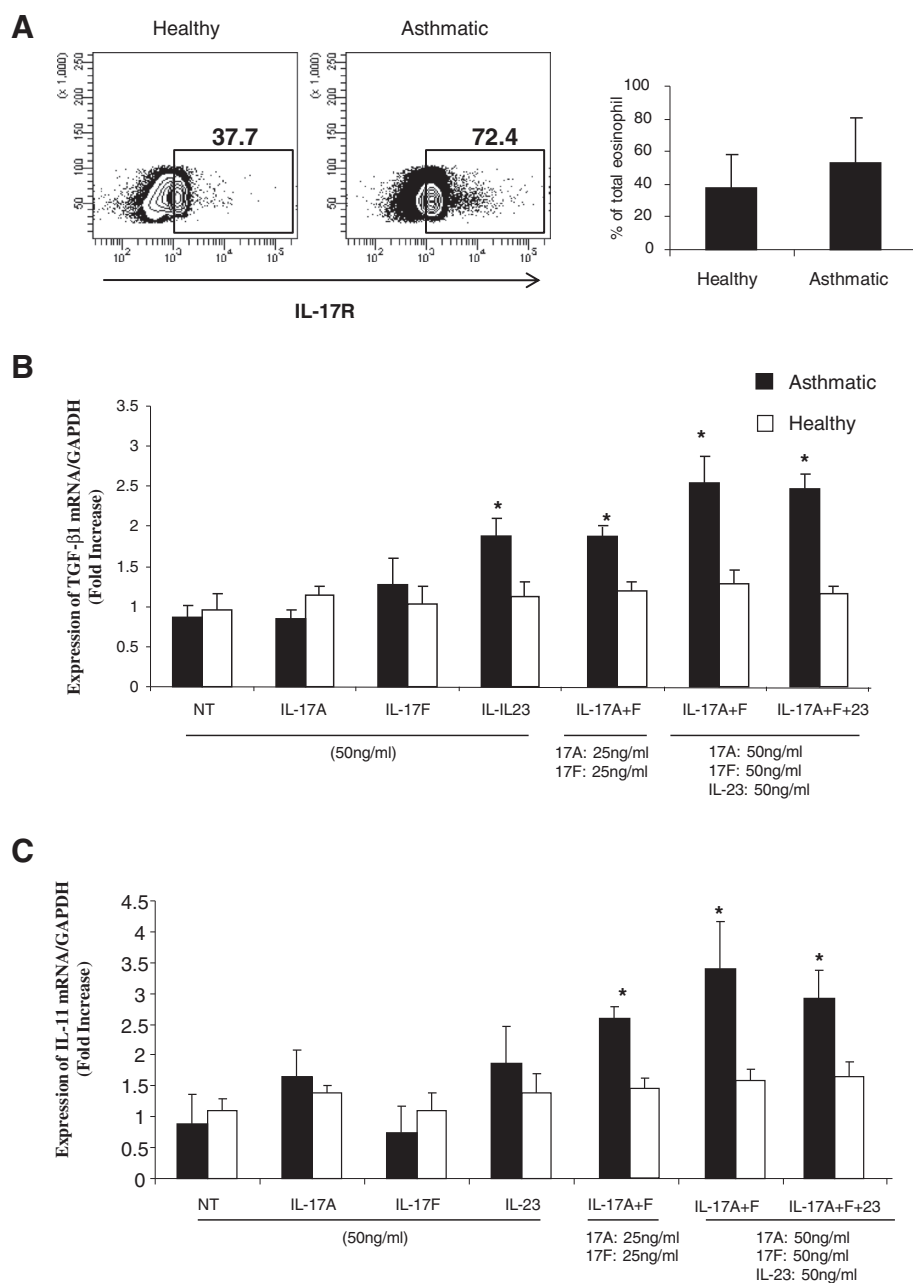 A
Healthy
Asthmatic
(x 1,000)
250
200
150
100
50
37.7
10² 10³ 10⁴ 10⁵
(x 1,000)
250
200
150
100
50
72.4
10² 10³ 10⁴ 10⁵
IL-17R
% of total eosinophil
100
80
60
40
20
0
Healthy Asthmatic
B
Asthmatic
Healthy
Expression of TGF-β1 mRNA/GAPDH
(Fold Increase)
3.5
3
2.5
2
1.5
1
0.5
0
* * * *
NT IL-17A IL-17F IL-IL23 IL-17A+F IL-17A+F IL-17A+F+23
(50ng/ml)
17A: 25ng/ml
17F: 25ng/ml
17A: 50ng/ml
17F: 50ng/ml
IL-23: 50ng/ml
C
Expression of IL-11 mRNA/GAPDH
(Fold Increase)
4.5
4
3.5
3
2.5
2
1.5
1
0.5
0
* * *
NT IL-17A IL-17F IL-23 IL-17A+F IL-17A+F IL-17A+F+23
(50ng/ml)
17A: 25ng/ml
17F: 25ng/ml
17A: 50ng/ml
17F: 50ng/ml
IL-23: 50ng/ml